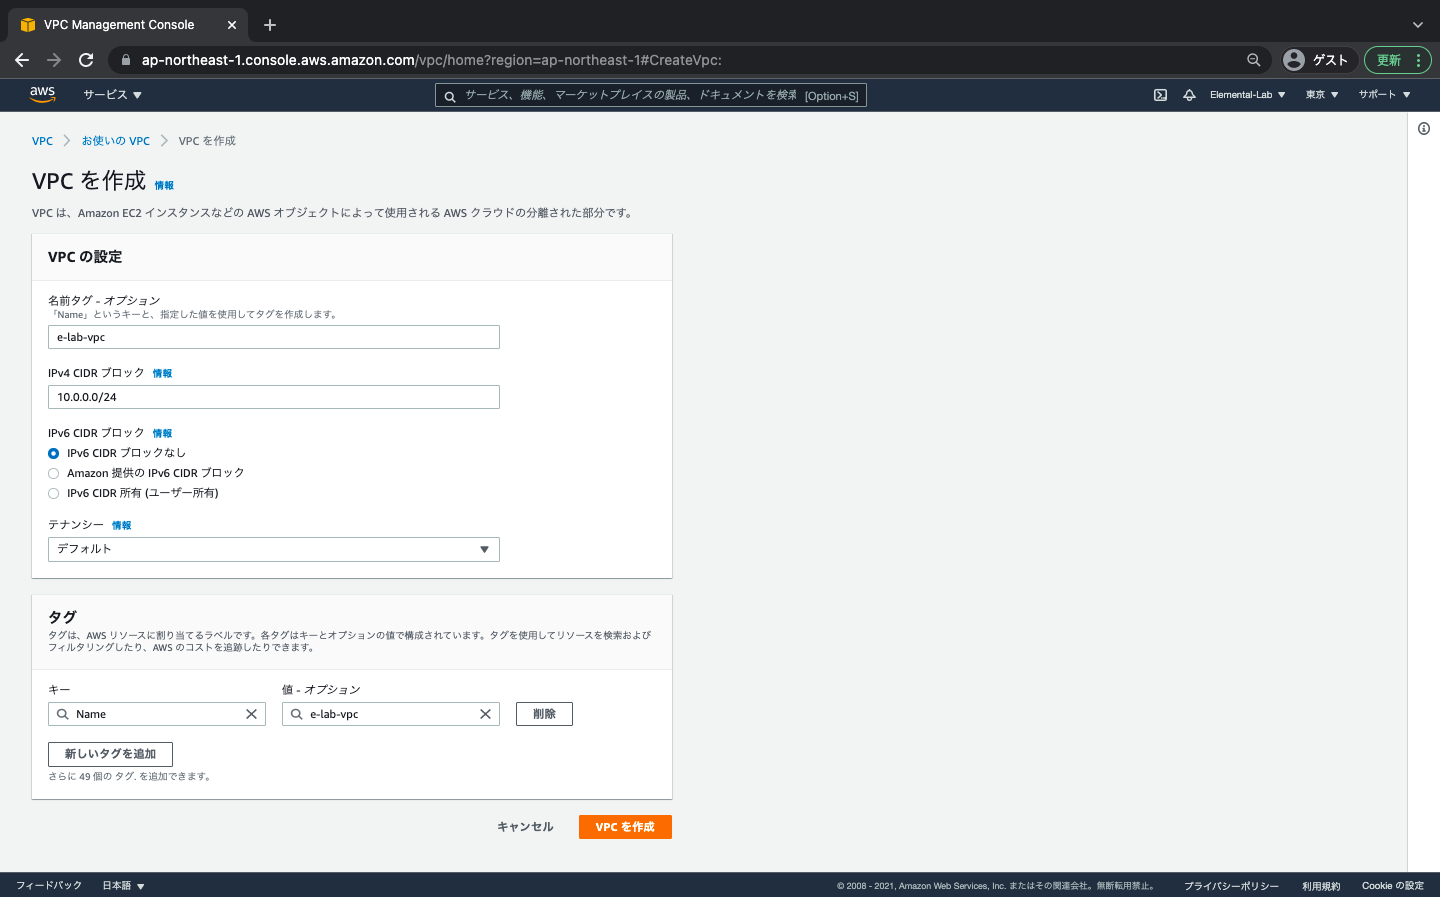 VPC Management Console
ap-northeast-1.console.aws.amazon.com/vpc/home?region=ap-northeast-1#CreateVpc:
ゲスト
更新
aws
サービス
サービス、機能、マーケットプレイスの製品、ドキュメントを検索 [Option+S]
Elemental-Lab
東京
サポート
VPC
お使いの VPC
VPC を作成
VPC を作成 情報
VPC は、Amazon EC2 インスタンスなどの AWS オブジェクトによって使用される AWS クラウドの分離された部分です。
VPC の設定
名前タグ - オプション
「Name」というキーと、指定した値を使用してタグを作成します。
e-lab-vpc
IPv4 CIDR ブロック 情報
10.0.0.0/24
IPv6 CIDR ブロック 情報
IPv6 CIDR ブロックなし
Amazon 提供の IPv6 CIDR ブロック
IPv6 CIDR 所有 (ユーザー所有)
テナンシー 情報
デフォルト
タグ
タグは、AWS リソースに割り当てるラベルです。各タグはキーとオプションの値で構成されています。タグを使用してリソースを検索および
フィルタリングしたり、AWS のコストを追跡したりできます。
キー
値 - オプション
Name
e-lab-vpc
削除
新しいタグを追加
さらに 49 個の タグ. を追加できます。
キャンセル
VPC を作成
フィードバック
日本語
© 2008 - 2021, Amazon Web Services, Inc. またはその関連会社。無断転用禁止。
プライバシーポリシー
利用規約
Cookie の設定